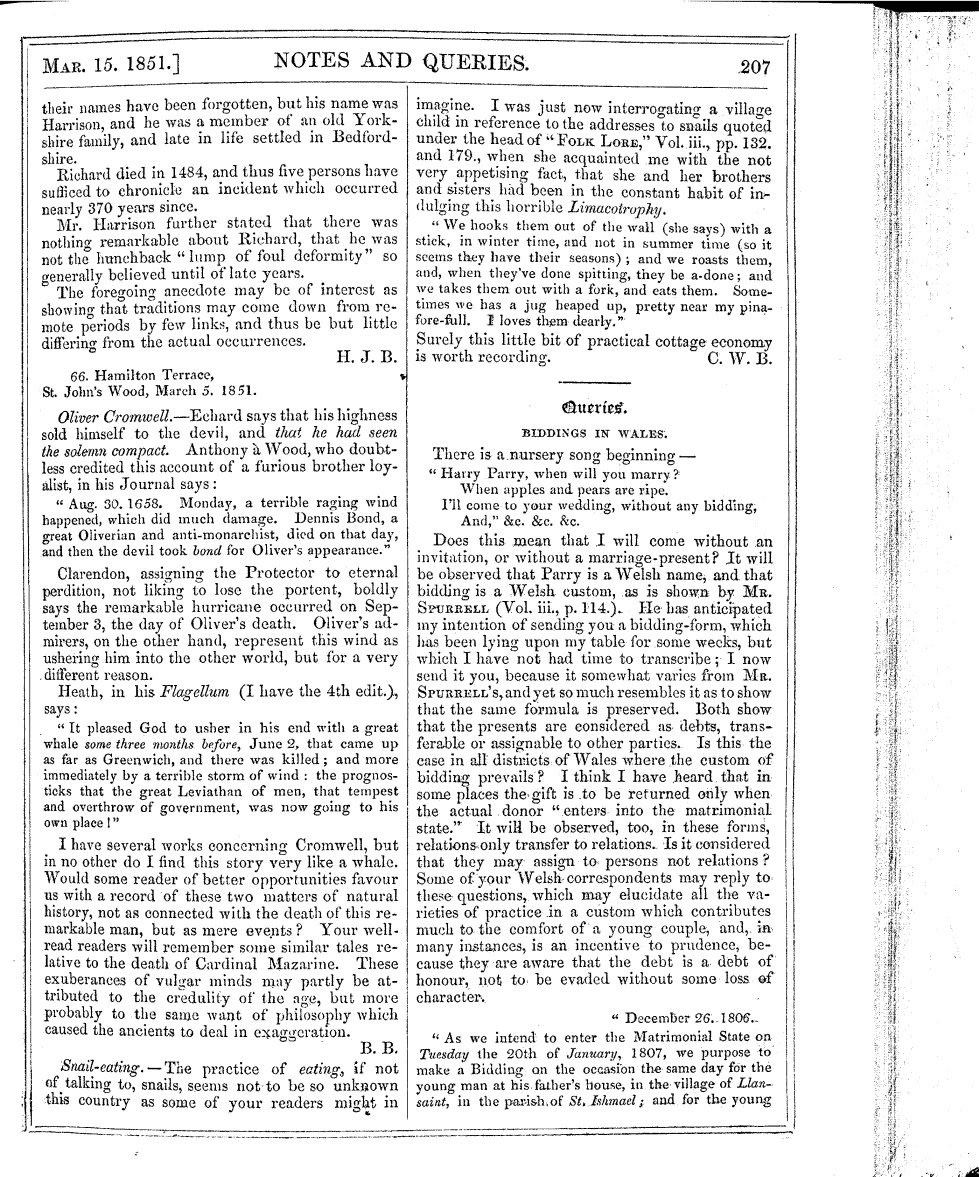 MAR. 15. 1851.] NOTES AND QUERIES. 207
their names have been forgotten, but his name was
Harrison, and he was a member of an old York-
shire family, and late in life settled in Bedford-
shire.
Richard died in 1484, and thus five persons have
sufficed to chronicle an incident which occurred
nearly 370 years since.
Mr. Harrison further stated that there was
nothing remarkable about Richard, that he was
not the hunchback "lump of foul deformity" so
generally believed until of late years.
The foregoing anecdote may be of interest as
showing that traditions may come down from re-
mote periods by few links, and thus be but little
differing from the actual occurrences.
H. J. B.
66. Hamilton Terrace,
St. John's Wood, March 5. 1851.
Oliver Cromwell.—Echard says that his highness
sold himself to the devil, and that he had seen
the solemn compact. Anthony à Wood, who doubt-
less credited this account of a furious brother loy-
alist, in his Journal says:
"Aug. 30. 1658. Monday, a terrible raging wind
happened, which did much damage. Dennis Bond, a
great Oliverian and anti-monarchist, died on that day,
and then the devil took bond for Oliver's appearance."
Clarendon, assigning the Protector to eternal
perdition, not liking to lose the portent, boldly
says the remarkable hurricane occurred on Sep-
tember 3, the day of Oliver's death. Oliver's ad-
mirers, on the other hand, represent this wind as
ushering him into the other world, but for a very
different reason.
Heath, in his Flagellum (I have the 4th edit.),
says:
"It pleased God to usher in his end with a great
whale some three months before, June 2, that came up
as far as Greenwich, and there was killed; and more
immediately by a terrible storm of wind: the prognos-
ticks that the great Leviathan of men, that tempest
and overthrow of government, was now going to his
own place!"
I have several works concerning Cromwell, but
in no other do I find this story very like a whale.
Would some reader of better opportunities favour
us with a record of these two matters of natural
history, not as connected with the death of this re-
markable man, but as mere events? Your well-
read readers will remember some similar tales re-
lative to the death of Cardinal Mazarine. These
exuberances of vulgar minds may partly be at-
tributed to the credulity of the age, but more
probably to the same want of philosophy which
caused the ancients to deal in exaggeration.
B. B.
Snail-eating.—The practice of eating, if not
of talking to, snails, seems not to be so unknown
this country as some of your readers might in
imagine. I was just now interrogating a village
child in reference to the addresses to snails quoted
under the head of "FOLK LORE," Vol. iii., pp. 132.
and 179., when she acquainted me with the not
very appetising fact, that she and her brothers
and sisters had been in the constant habit of in-
dulging this horrible Limacotrophy.
"We hooks them out of the wall (she says) with a
stick, in winter time, and not in summer time (so it
seems they have their seasons); and we roasts them,
and, when they've done spitting, they be a-done; and
we takes them out with a fork, and eats them. Some-
times we has a jug heaped up, pretty near my pina-
fore-full. I loves them dearly."
Surely this little bit of practical cottage economy
is worth recording. C. W. B.
Queries.
BIDDINGS IN WALES.
There is a nursery song beginning—
"Harry Parry, when will you marry?
When apples and pears are ripe.
I'll come to your wedding, without any bidding,
And," &c. &c. &c.
Does this mean that I will come without an
invitation, or without a marriage-present? It will
be observed that Parry is a Welsh name, and that
bidding is a Welsh custom, as is shown by MR.
SPURRELL (Vol. iii., p. 114.). He has anticipated
my intention of sending you a bidding-form, which
has been lying upon my table for some weeks, but
which I have not had time to transcribe; I now
send it you, because it somewhat varies from MR.
SPURRELL's, and yet so much resembles it as to show
that the same formula is preserved. Both show
that the presents are considered as debts, trans-
ferable or assignable to other parties. Is this the
case in all districts of Wales where the custom of
bidding prevails? I think I have heard that in
some places the gift is to be returned only when
the actual donor "enters into the matrimonial
state." It will be observed, too, in these forms,
relations only transfer to relations. Is it considered
that they may assign to persons not relations?
Some of your Welsh correspondents may reply to
these questions, which may elucidate all the va-
rieties of practice in a custom which contributes
much to the comfort of a young couple, and, in
many instances, is an incentive to prudence, be-
cause they are aware that the debt is a debt of
honour, not to be evaded without some loss of
character.
"December 26. 1806.
"As we intend to enter the Matrimonial State on
Tuesday the 20th of January, 1807, we purpose to
make a Bidding on the occasion the same day for the
young man at his father's house, in the village of Llan-
saint, in the parish of St. Ishmael; and for the young